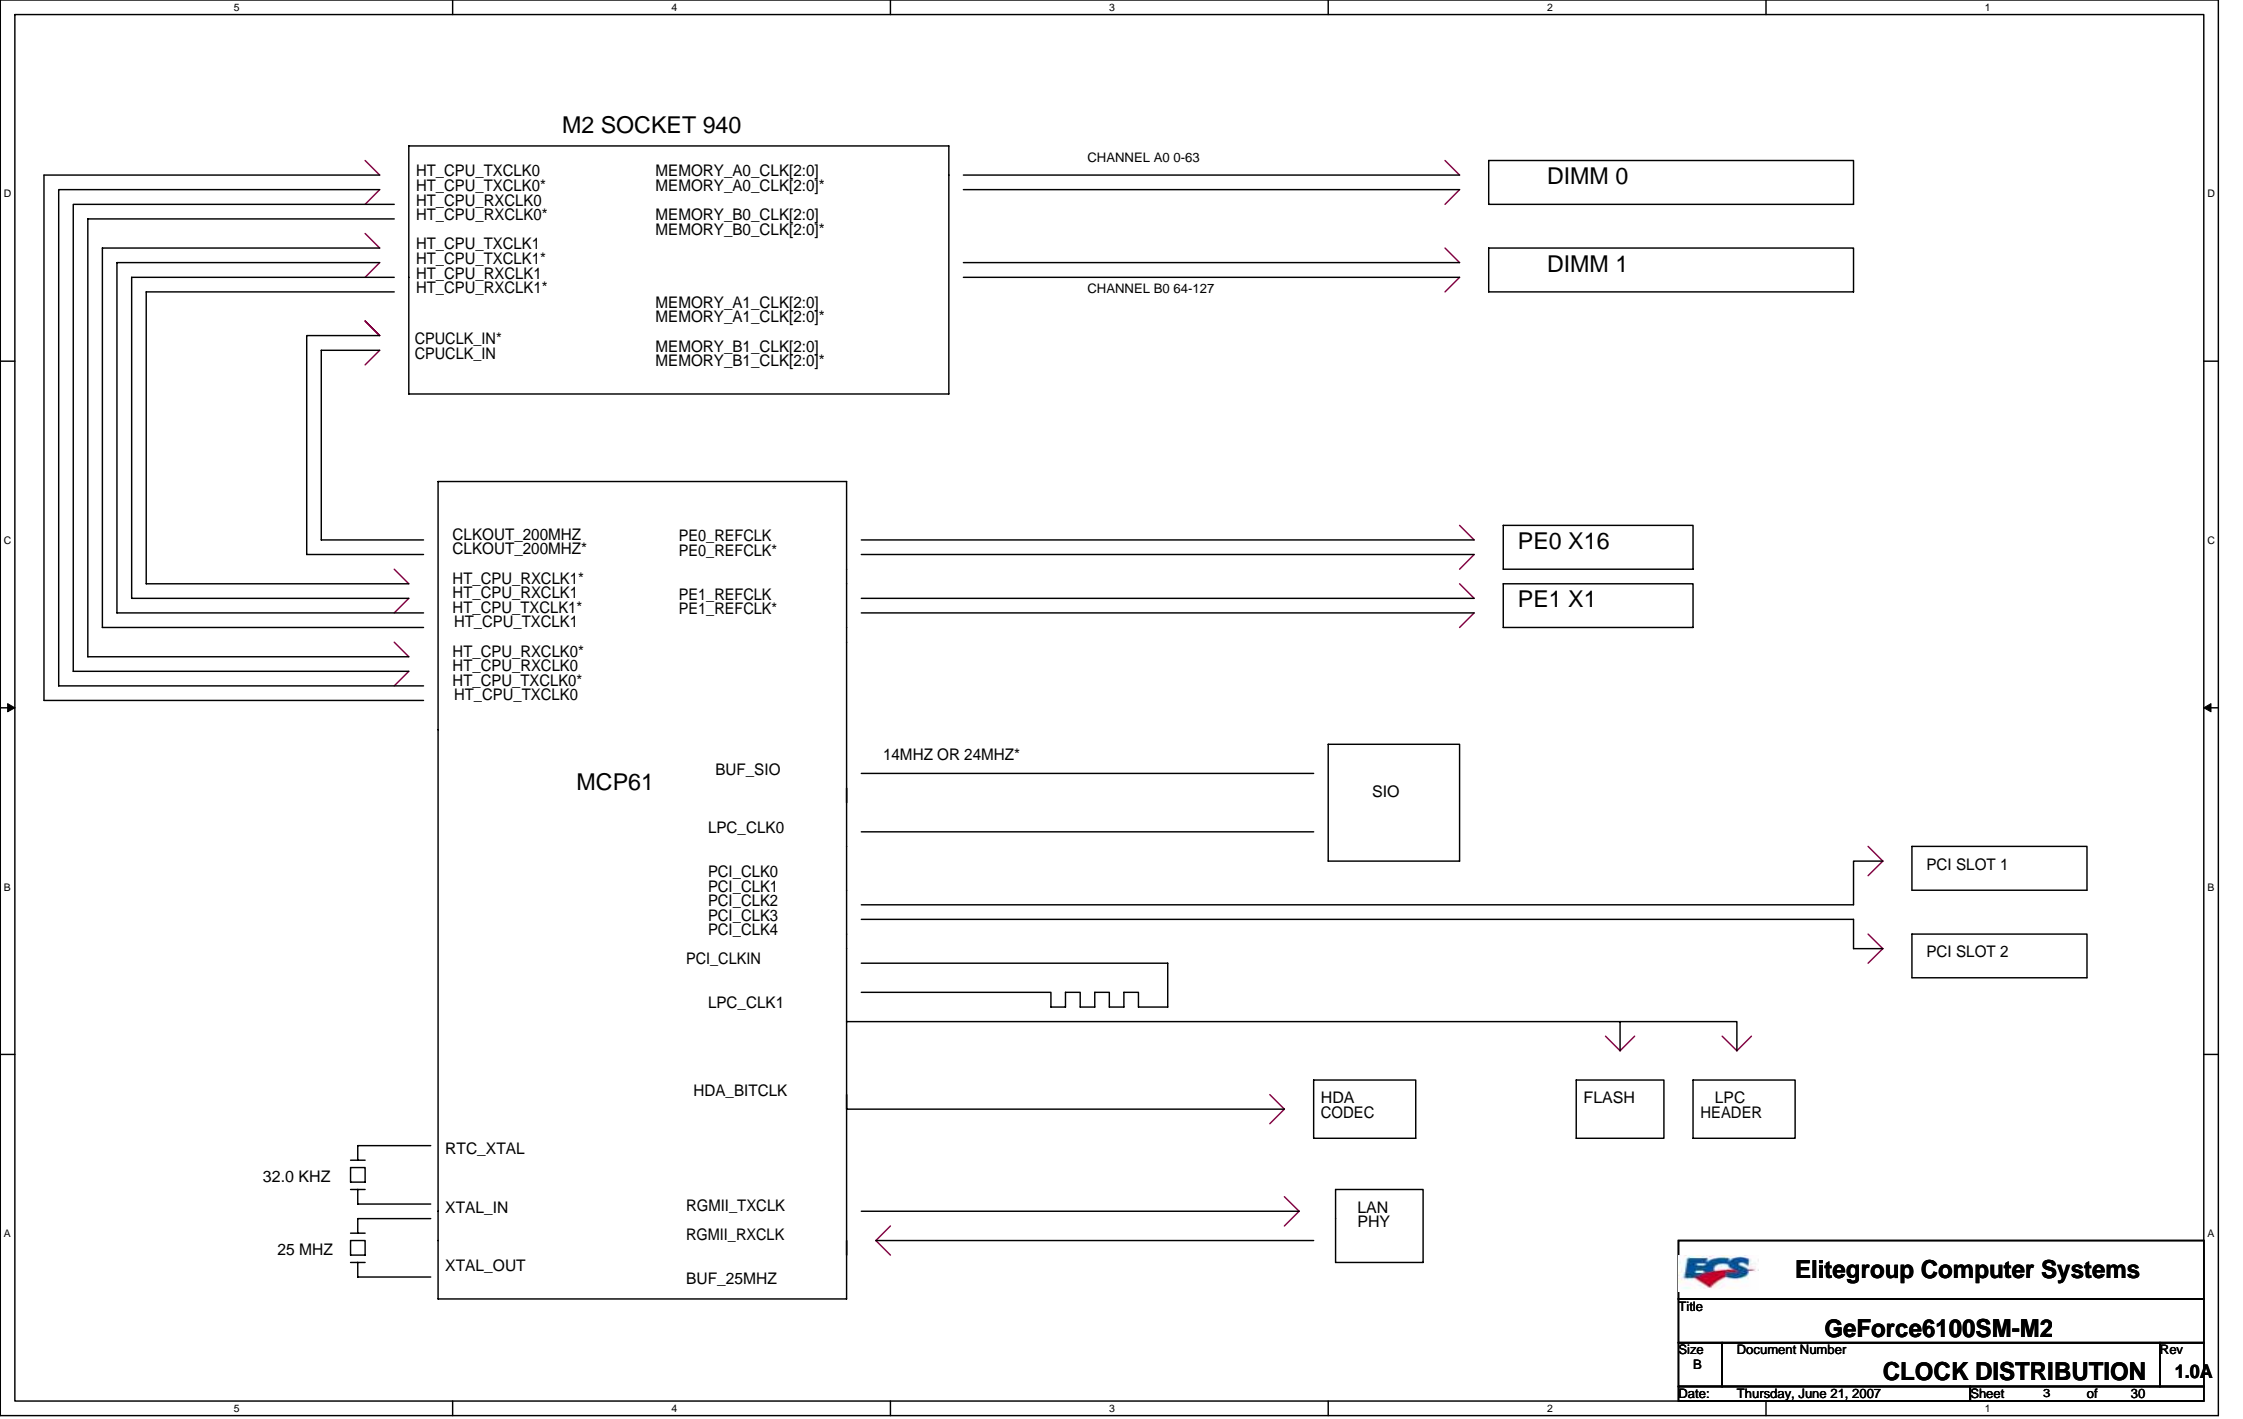 5 4 3 2 1
M2 SOCKET 940
HT_CPU_TXCLK0
HT_CPU_TXCLK0*
HT_CPU_RXCLK0
HT_CPU_RXCLK0*
HT_CPU_TXCLK1
HT_CPU_TXCLK1*
HT_CPU_RXCLK1
HT_CPU_RXCLK1*
CPUCLK_IN*
CPUCLK_IN
MEMORY_A0_CLK[2:0]
MEMORY_A0_CLK[2:0]*
MEMORY_B0_CLK[2:0]
MEMORY_B0_CLK[2:0]*
MEMORY_A1_CLK[2:0]
MEMORY_A1_CLK[2:0]*
MEMORY_B1_CLK[2:0]
MEMORY_B1_CLK[2:0]*
CHANNEL A0 0-63
DIMM 0
DIMM 1
CHANNEL B0 64-127
D D
CLKOUT_200MHZ
CLKOUT_200MHZ*
HT_CPU_RXCLK1*
HT_CPU_RXCLK1
HT_CPU_TXCLK1*
HT_CPU_TXCLK1
HT_CPU_RXCLK0*
HT_CPU_RXCLK0
HT_CPU_TXCLK0*
HT_CPU_TXCLK0
PE0_REFCLK
PE0_REFCLK*
PE1_REFCLK
PE1_REFCLK*
PE0 X16
PE1 X1
C C
MCP61
BUF_SIO
14MHZ OR 24MHZ*
SIO
LPC_CLK0
PCI_CLK0
PCI_CLK1
PCI_CLK2
PCI_CLK3
PCI_CLK4
PCI_CLKIN
LPC_CLK1
PCI SLOT 1
PCI SLOT 2
B B
HDA_BITCLK
HDA
CODEC
FLASH
LPC
HEADER
RTC_XTAL
32.0 KHZ
XTAL_IN
25 MHZ
XTAL_OUT
RGMII_TXCLK
RGMII_RXCLK
BUF_25MHZ
LAN
PHY
A A
ECS Elitegroup Computer Systems
Title
GeForce6100SM-M2
Size Document Number Rev
B CLOCK DISTRIBUTION 1.0A
Date: Thursday, June 21, 2007 Sheet 3 of 30
5 4 3 2 1